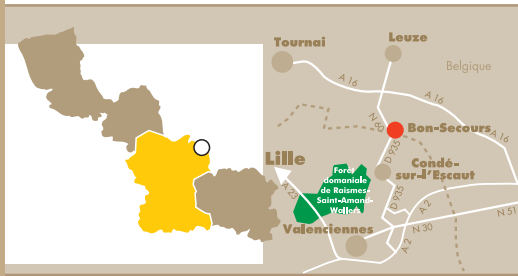 Tournai
Leuze
Belgique
A 16
N 60
A 16
Bon-Secours
Lille
D 935
Condé-
sur-l'Escaut
Forêt
domaniale
de Raismes-
Saint-Amand-
Wallers
A 23
D 935
A 2
N 51
Valenciennes
N 30
A 2